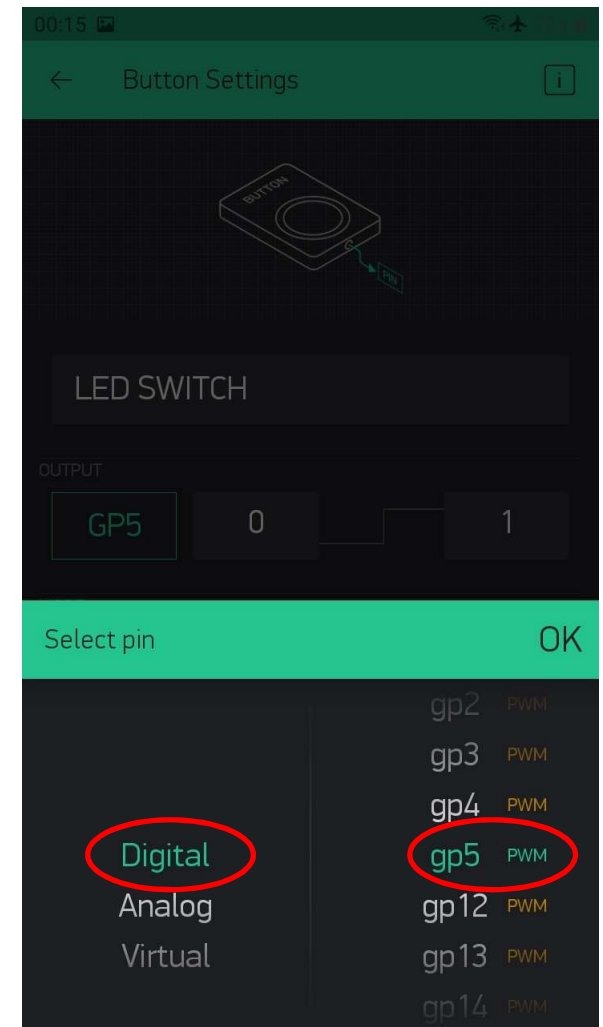 00:15
Button Settings i
BUTTON
PIN
LED SWITCH
OUTPUT
GP5 0 1
Select pin OK
gp2 PWM
gp3 PWM
gp4 PWM
Digital gp5 PWM
Analog gp12 PWM
Virtual gp13 PWM
gp14 PWM